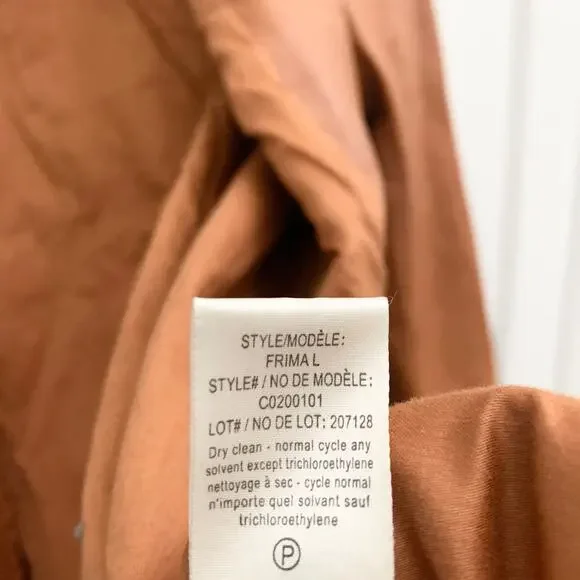 STYLE/MODÈLE:
FRIMA L
STYLE# / NO DE MODÈLE:
C0200101
LOT# / NO DE LOT: 207128
Dry clean - normal cycle any
solvent except trichloroethylene
nettoyage à sec - cycle normal
n'importe quel solvant sauf
trichloroethylene
P